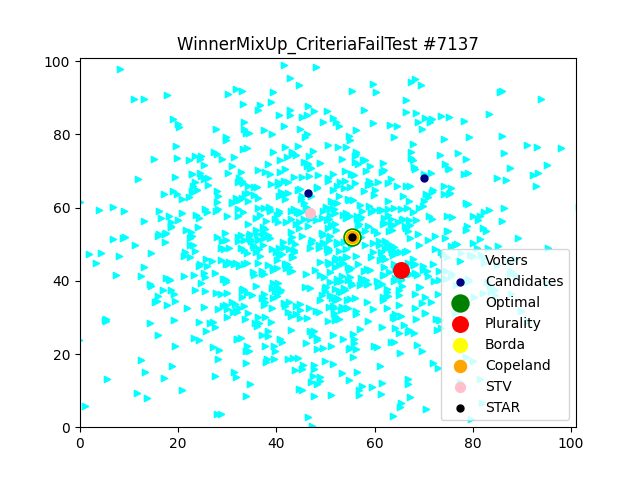 WinnerMixUp_CriteriaFailTest #7137
100
80
60
40
20
0
0 20 40 60 80 100
Voters
Candidates
Optimal
Plurality
Borda
Copeland
STV
STAR